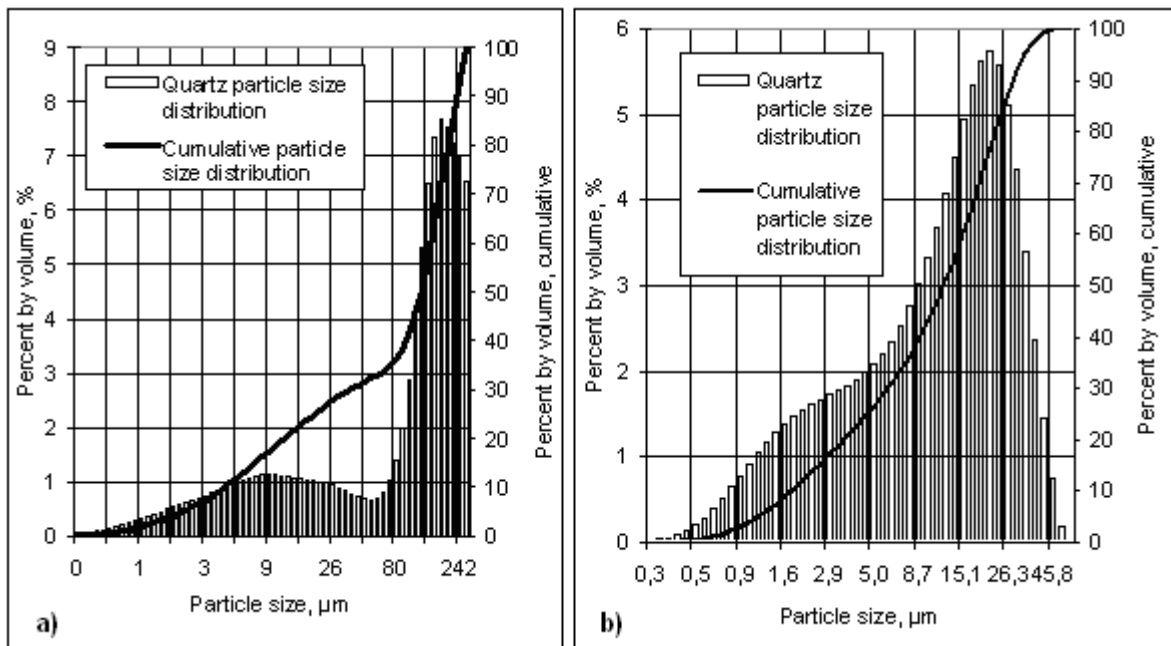 9
8
7
6
5
4
3
2
1
0
Percent by volume, %
Quartz particle size
distribution
Cumulative particle
size distribution
100
90
80
70
60
50
40
30
20
10
0
Percent by volume, cumulative
0 1 3 9 26 80 242
Particle size, µm
a)
6
5
4
3
2
1
0
Percent by volume, %
Quartz
particle size
distribution
Cumulative
particle size
distribution
100
90
80
70
60
50
40
30
20
10
0
Percent by volume, cumulative
0,3 0,5 0,9 1,6 2,9 5,0 8,7 15,1 26,3 45,8
Particle size, µm
b)